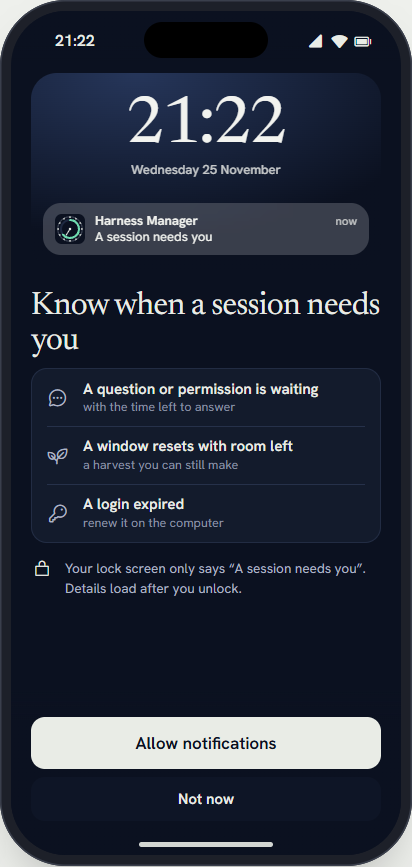 21:22
21:22
Wednesday 25 November
Harness Manager
now
A session needs you
Know when a session needs
you
A question or permission is waiting
with the time left to answer
A window resets with room left
a harvest you can still make
A login expired
renew it on the computer
Your lock screen only says “A session needs you”.
Details load after you unlock.
Allow notifications
Not now